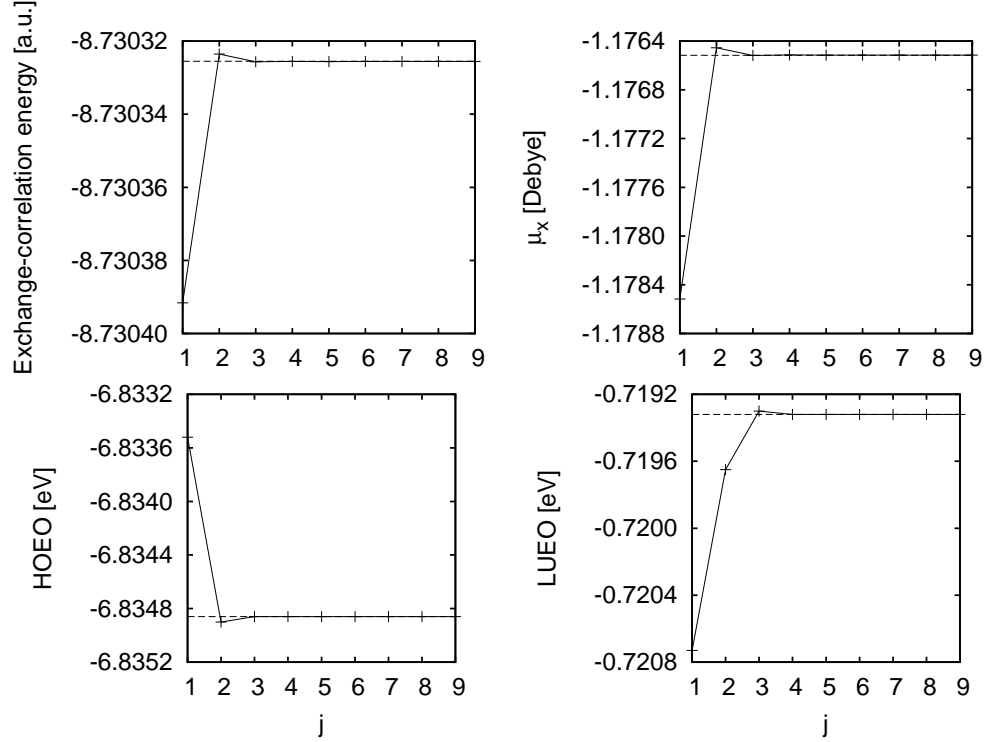 Exchange-correlation energy [a.u.]
-8.73032
-8.73034
-8.73036
-8.73038
-8.73040
1 2 3 4 5 6 7 8 9
μx [Debye]
-1.1764
-1.1768
-1.1772
-1.1776
-1.1780
-1.1784
-1.1788
1 2 3 4 5 6 7 8 9
HOEO [eV]
-6.8332
-6.8336
-6.8340
-6.8344
-6.8348
-6.8352
1 2 3 4 5 6 7 8 9
j
LUEO [eV]
-0.7192
-0.7196
-0.7200
-0.7204
-0.7208
1 2 3 4 5 6 7 8 9
j